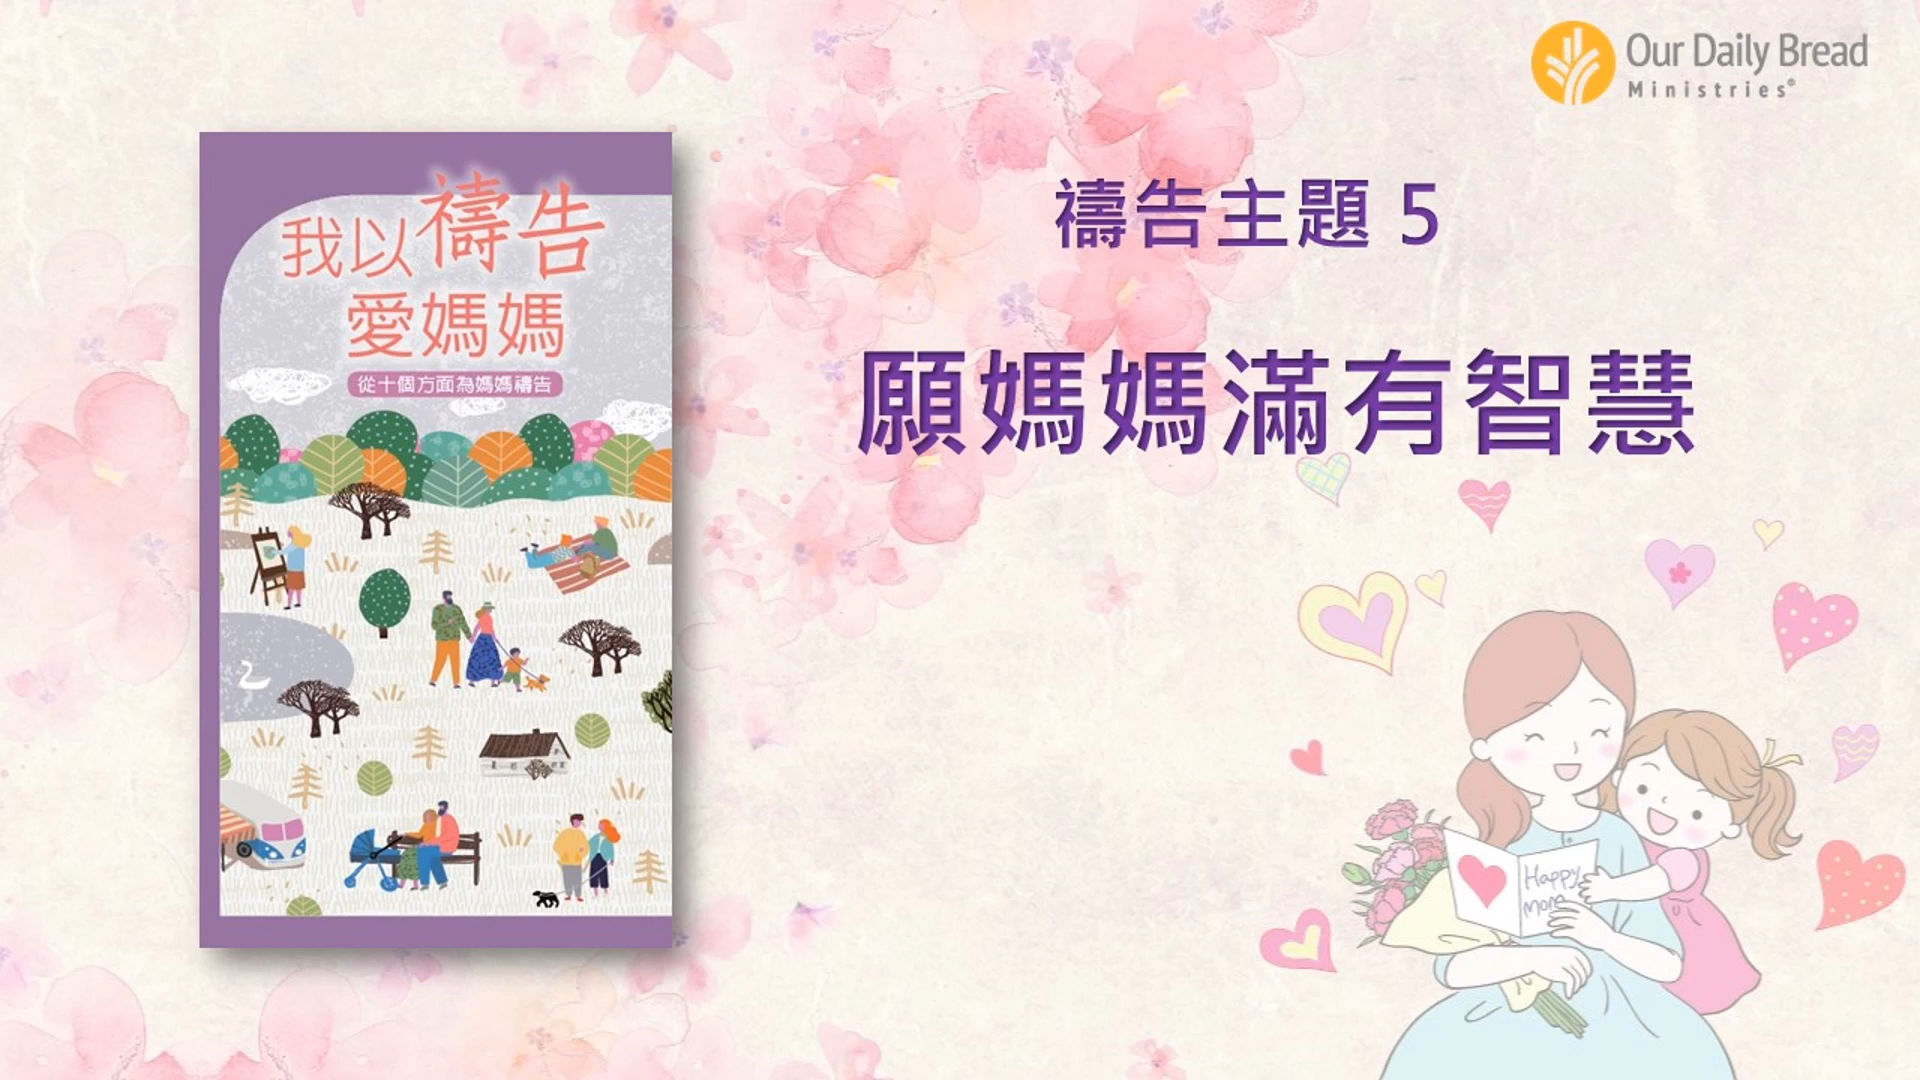 Our Daily Bread
Ministries®
我以禱告
愛媽媽
從十個方面為媽媽禱告
禱告主題 5
願媽媽滿有智慧
Happy
Mom